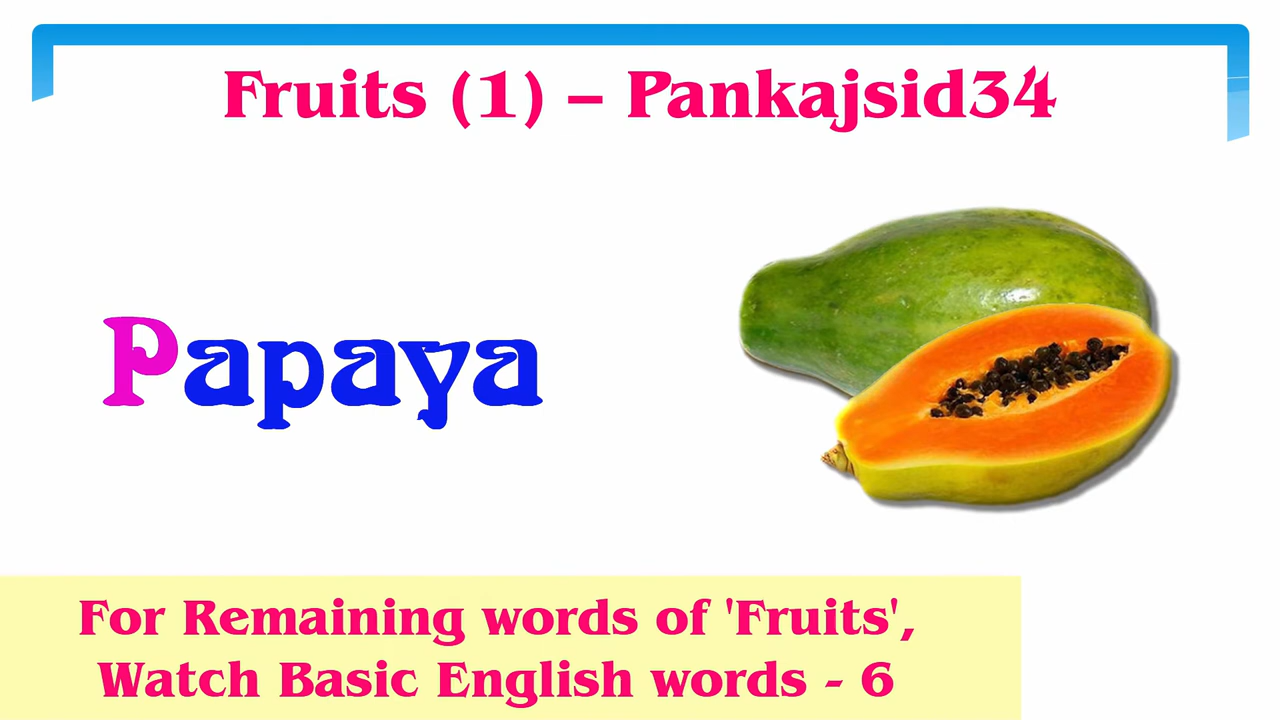 Fruits (1) – Pankajsid34
Papaya
For Remaining words of 'Fruits',
Watch Basic English words - 6